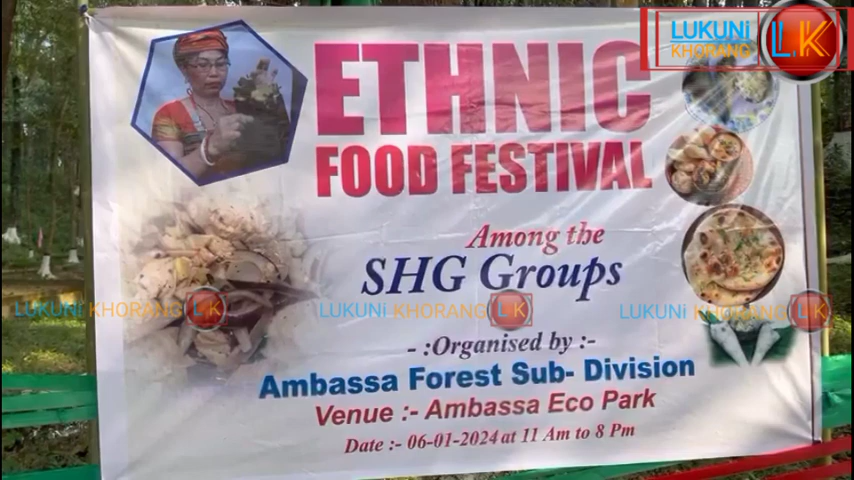 LUKUNi
KHORANG
L.K
ETHNIC
FOOD FESTIVAL
Among the
SHG Groups
LUKUNi KHORANG L.K LUKUNi KHORANG L.K LUKUNi KHORANG L.K
- :Organised by :-
Ambassa Forest Sub- Division
Venue :- Ambassa Eco Park
Date :- 06-01-2024 at 11 Am to 8 Pm